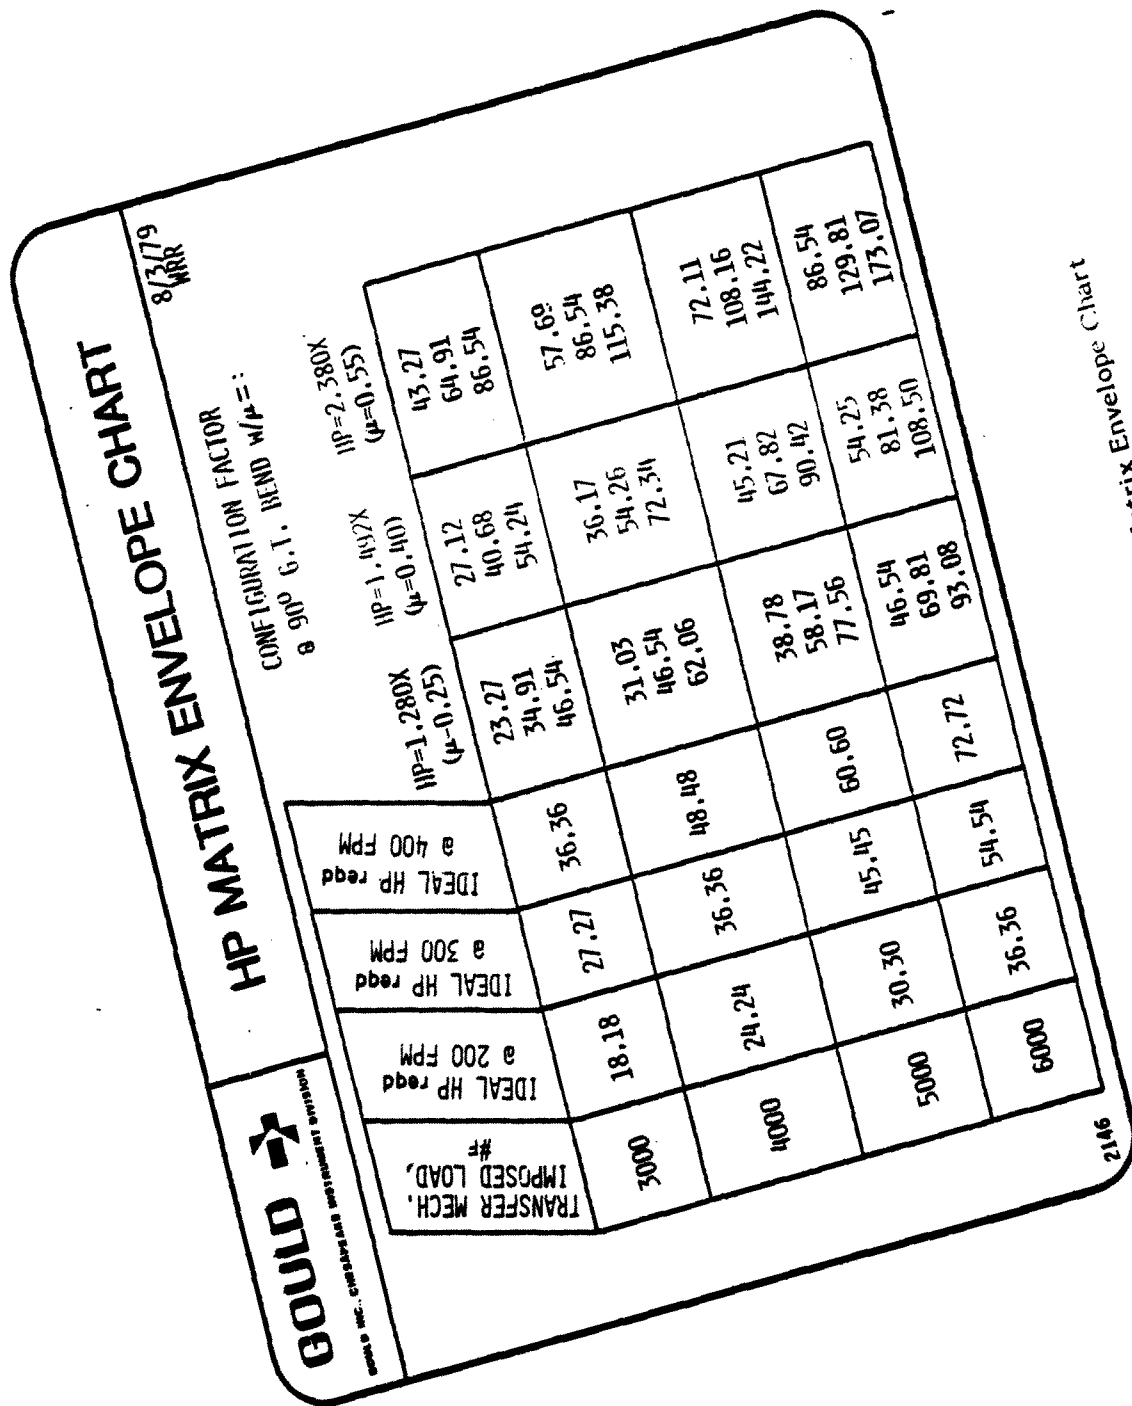 GOULD
GOULD INC., CHESAPEAKE INSTRUMENT DIVISION
HP MATRIX ENVELOPE CHART
8/3/79
WRR
CONFIGURATION FACTOR
@ 90º G.T. BEND W/µ=:
TRANSFER MECH.
IMPOSED LOAD,
#F
IDEAL HP reqd
@ 200 FPM
IDEAL HP reqd
@ 300 FPM
IDEAL HP reqd
@ 400 FPM
HP=1.280X
(µ-0.25)
HP=1.492X
(µ=0.40)
HP=2.380X
(µ=0.55)
3000 18.18 27.27 36.36 23.27 27.12 43.27
34.91 40.68 64.91
46.54 54.24 86.54
4000 24.24 36.36 48.48 31.03 36.17 57.69
46.54 54.26 86.54
62.06 72.34 115.38
5000 30.30 45.45 60.60 38.78 45.21 72.11
58.17 67.82 108.16
77.56 90.42 144.22
6000 36.36 54.54 72.72 46.54 54.25 86.54
69.81 81.38 129.81
93.08 108.50 173.07
2146
Envelope Chart